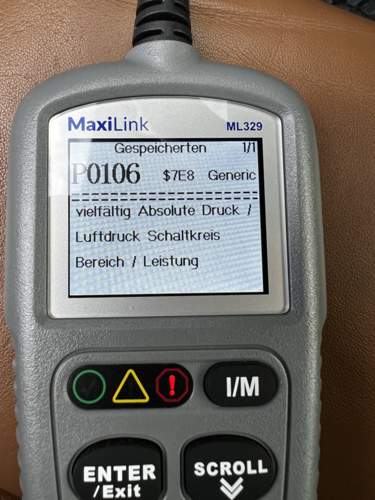 MaxiLink ML329
Gespeicherten 1/1
P0106 $7E8 Generic
vielfältig Absolute Druck /
Luftdruck Schaltkreis
Bereich / Leistung
I/M
ENTER
/Exit
SCROLL